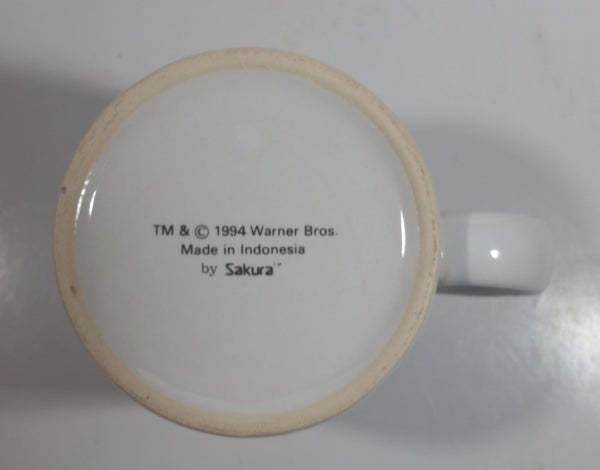 TM & © 1994 Warner Bros.
Made in Indonesia
by Sakura™